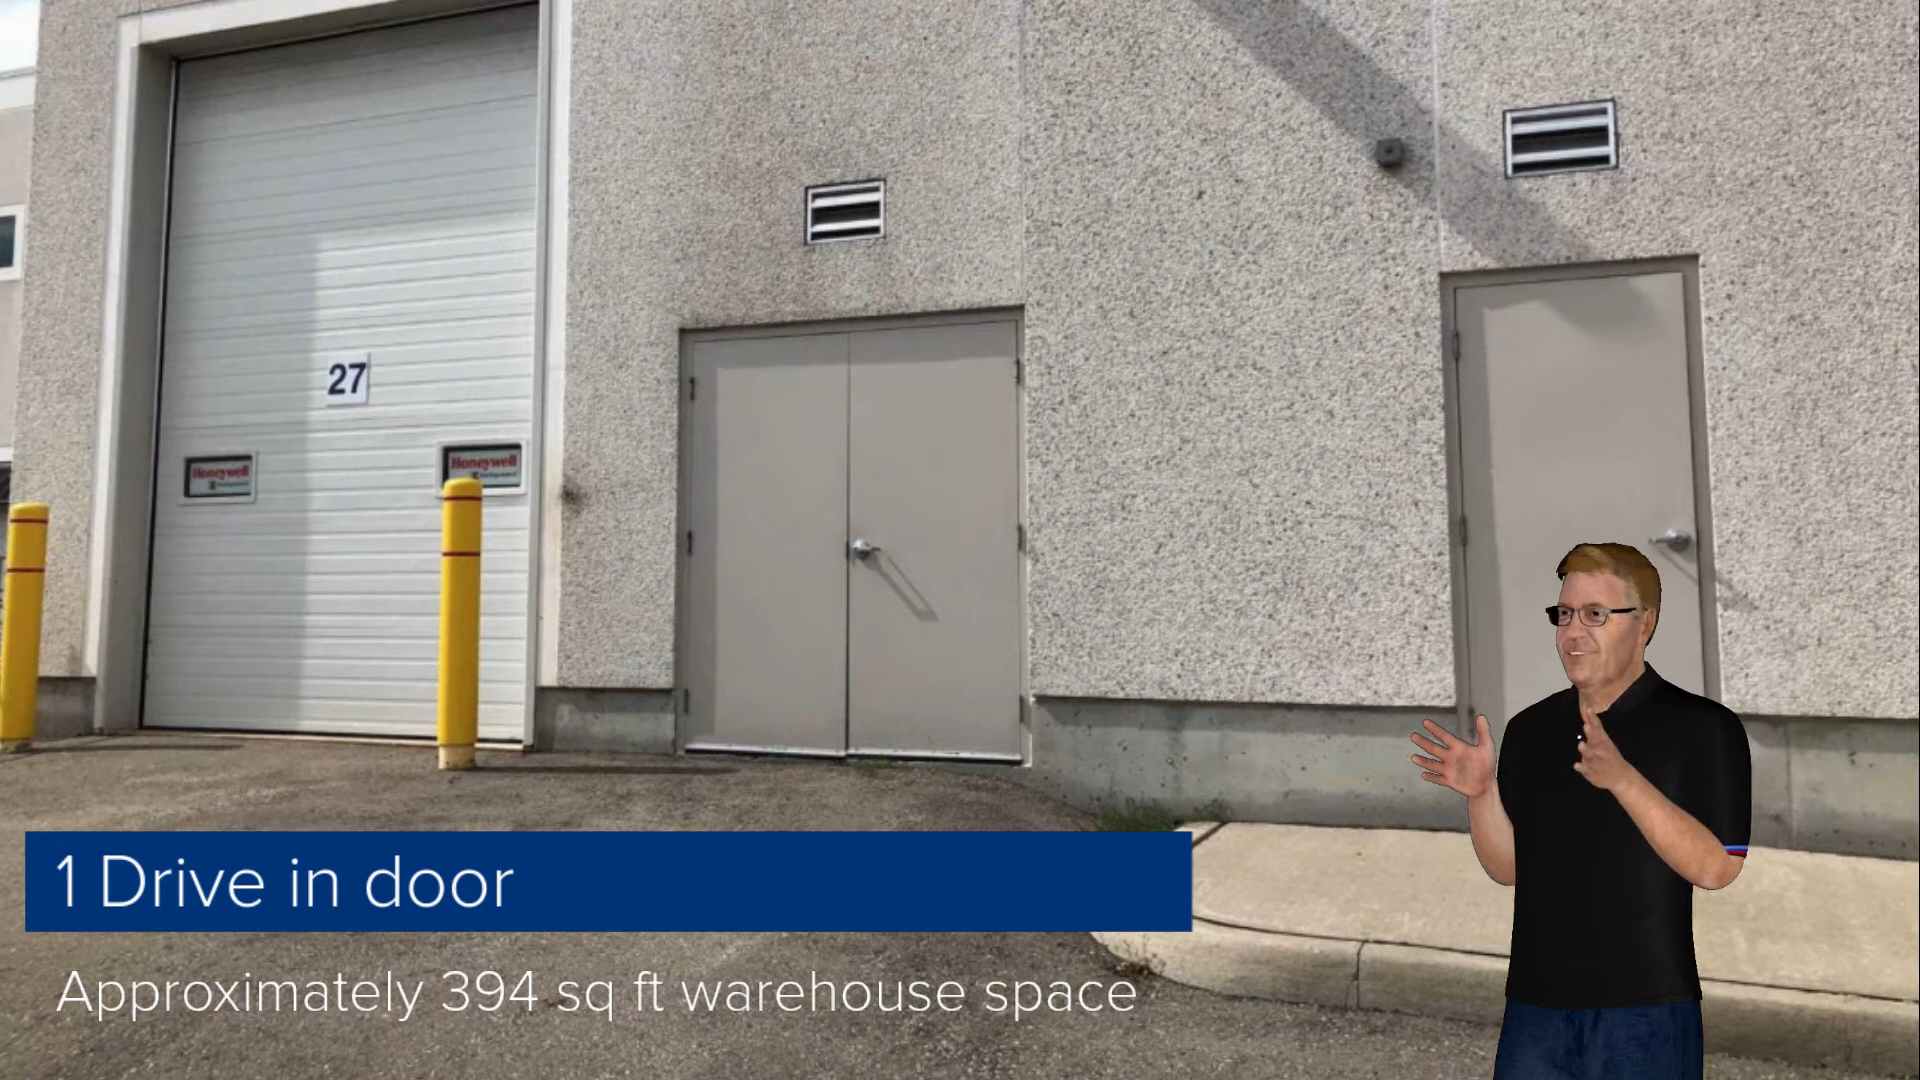 27
Honeywell
Honeywell
1 Drive in door
Approximately 394 sq ft warehouse space